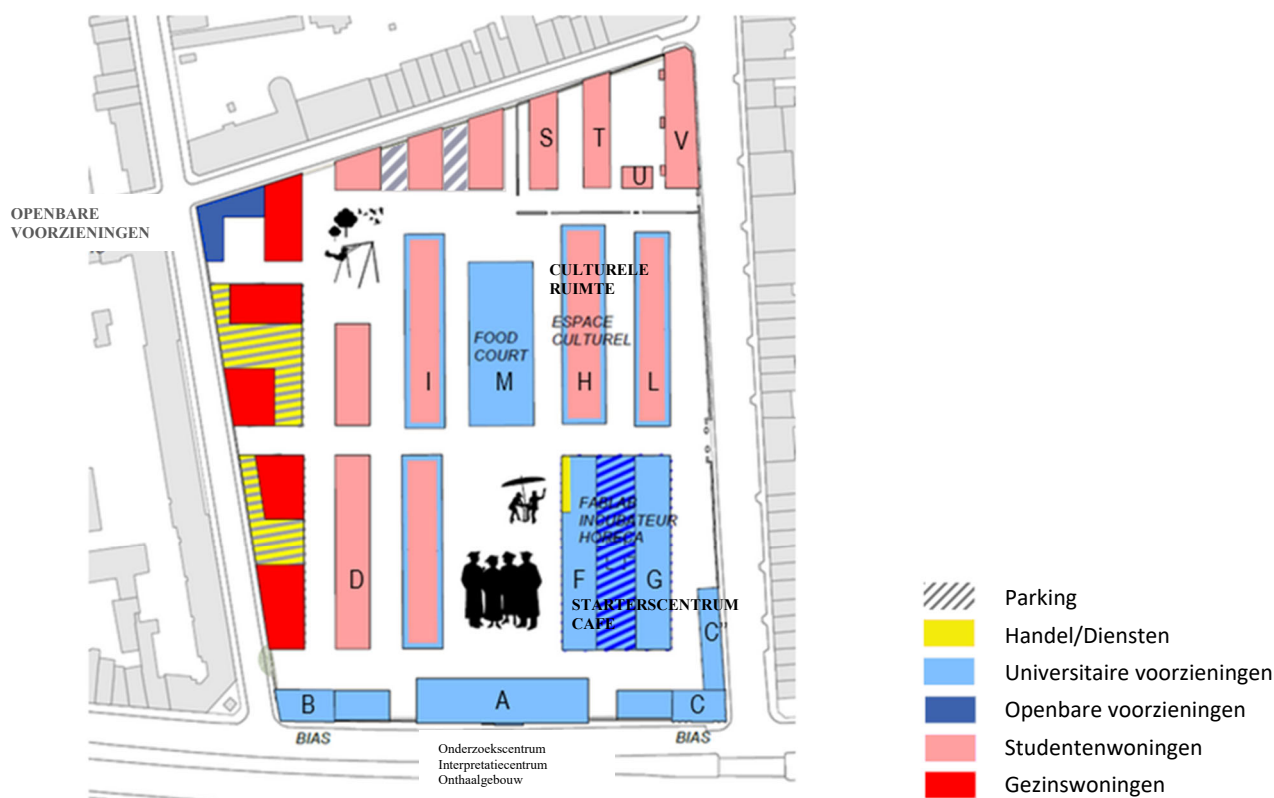 S
T
V
U
OPENBARE
VOORZIENINGEN
CULTURELE
RUIMTE
ESPACE
CULTUREL
FOOD
COURT
I
M
H
L
FABLAB
INCUBATEUR
HORECA
D
F
G
STARTERSCENTRUM
CAFE
C"
B
A
C
BIAS
BIAS
Onderzoekscentrum
Interpretatiecentrum
Onthaalgebouw
Parking
Handel/Diensten
Universitaire voorzieningen
Openbare voorzieningen
Studentenwoningen
Gezinswoningen